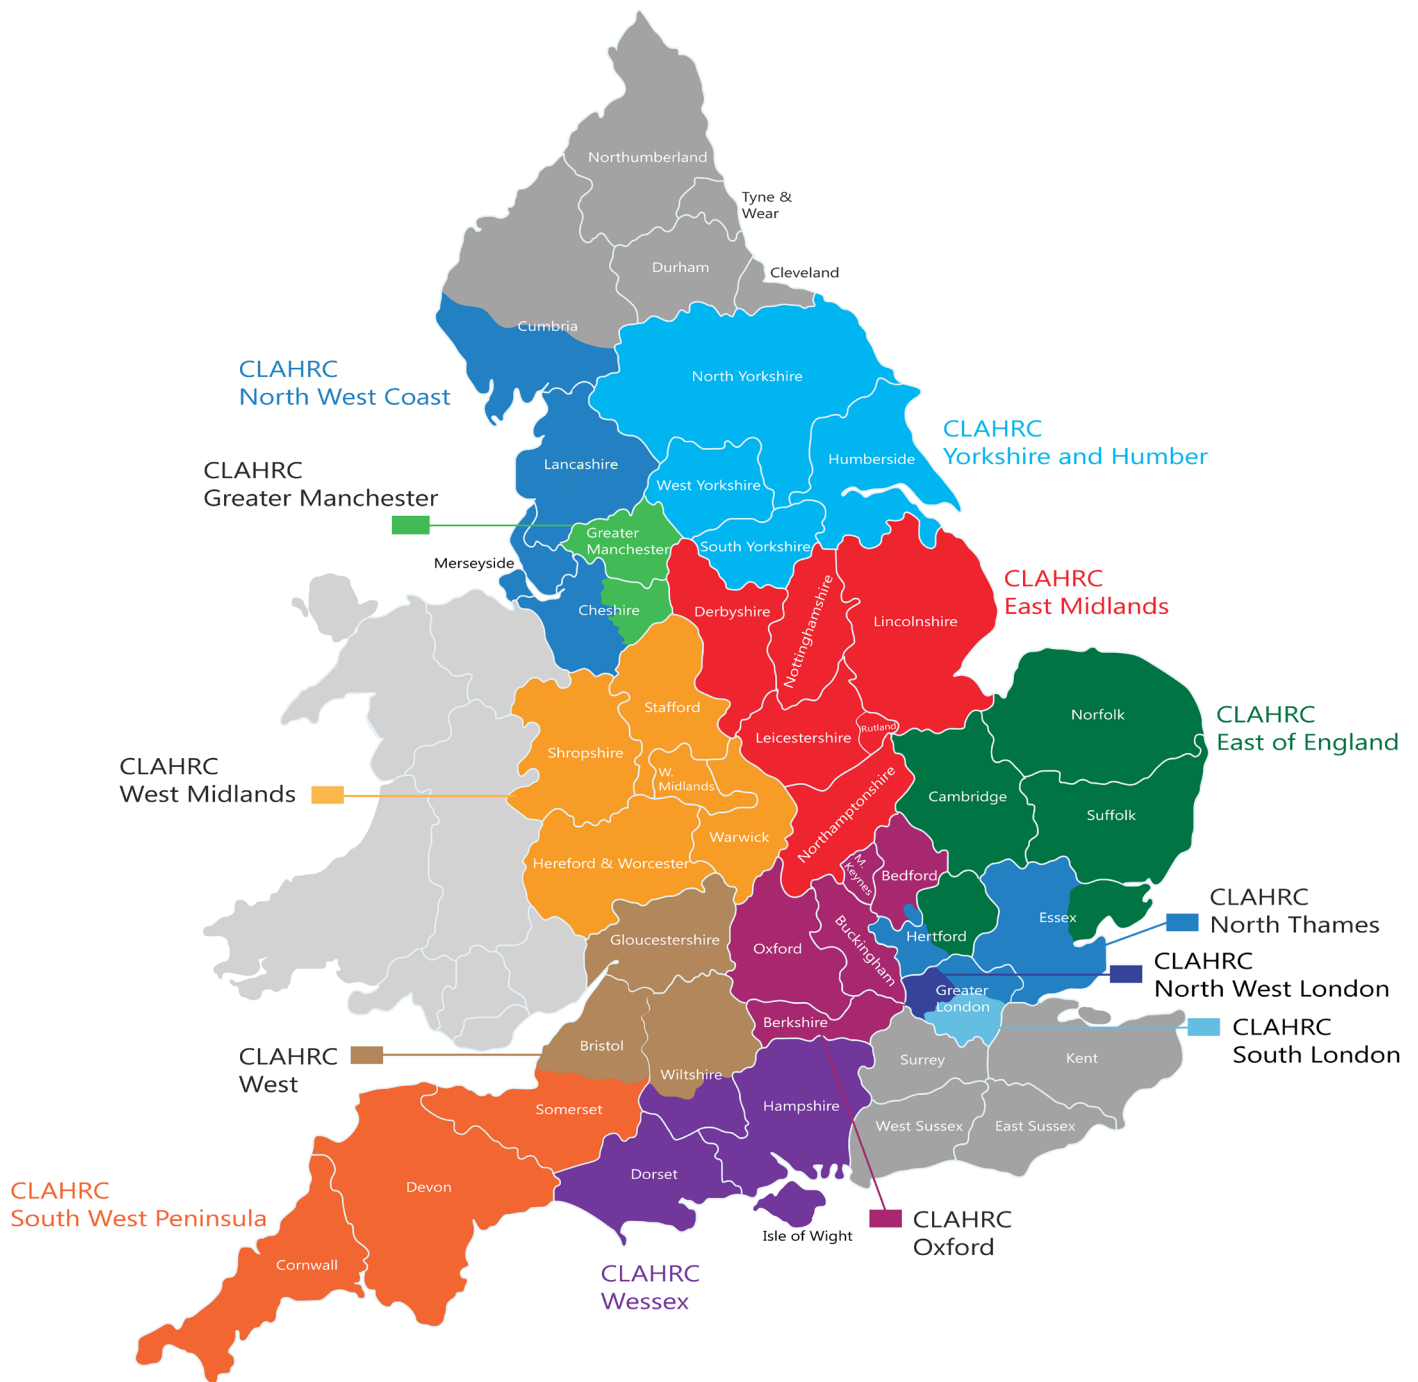 Northumberland
Tyne &
Wear
Durham
Cleveland
Cumbria
CLAHRC
North West Coast
North Yorkshire
CLAHRC
Yorkshire and Humber
Lancashire
Humberside
CLAHRC
Greater Manchester
West Yorkshire
Greater
Manchester
South Yorkshire
Merseyside
CLAHRC
East Midlands
Cheshire
Derbyshire
Nottinghamshire
Lincolnshire
Stafford
Norfolk
CLAHRC
East of England
Leicestershire
Rutland
Shropshire
CLAHRC
West Midlands
W.
Midlands
Cambridge
Suffolk
Northamptonshire
Warwick
Hereford & Worcester
M.
Keynes
Bedford
CLAHRC
North Thames
Essex
Gloucestershire
Oxford
Buckingham
Hertford
CLAHRC
North West London
Greater
London
Berkshire
CLAHRC
South London
Bristol
CLAHRC
West
Wiltshire
Surrey
Kent
Somerset
Hampshire
West Sussex
East Sussex
Dorset
Devon
CLAHRC
South West Peninsula
Isle of Wight
CLAHRC
Oxford
Cornwall
CLAHRC
Wessex